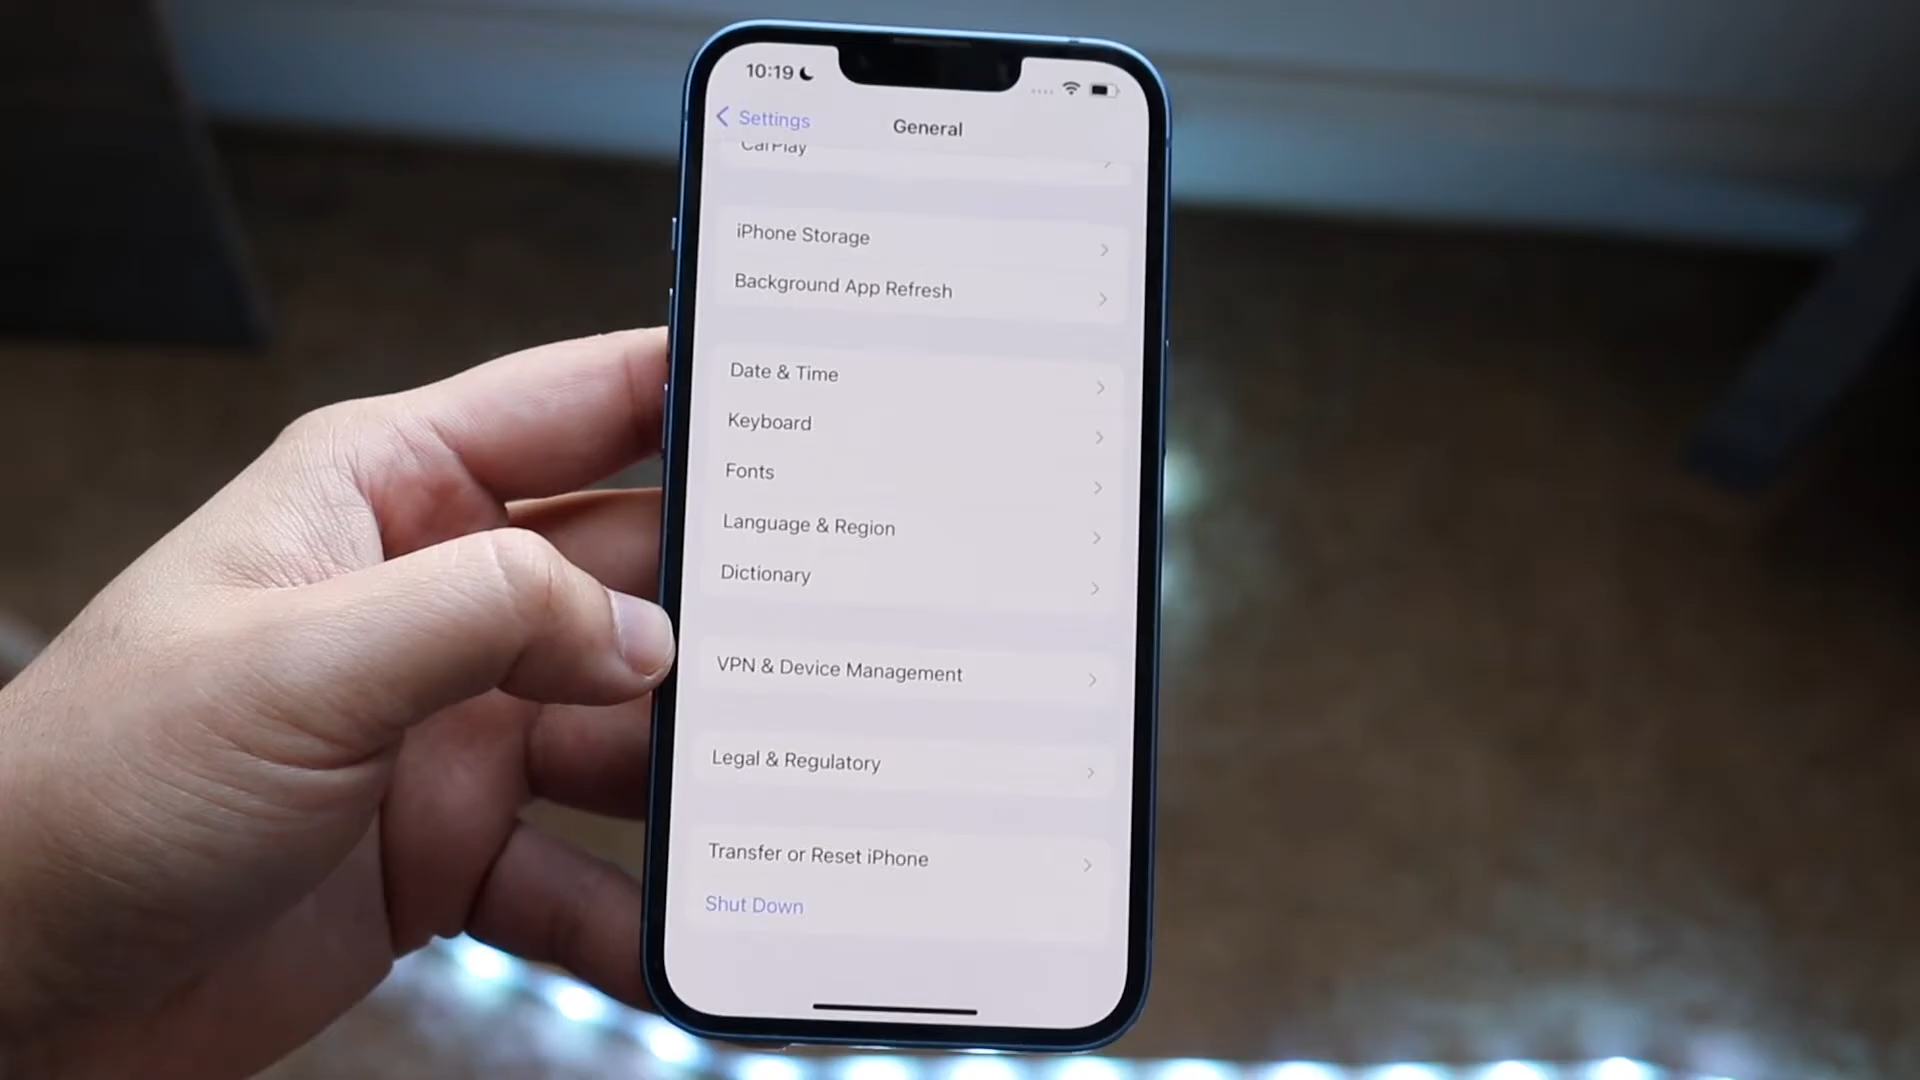 10:19
Settings
General
CarPlay
iPhone Storage
Background App Refresh
Date & Time
Keyboard
Fonts
Language & Region
Dictionary
VPN & Device Management
Legal & Regulatory
Transfer or Reset iPhone
Shut Down